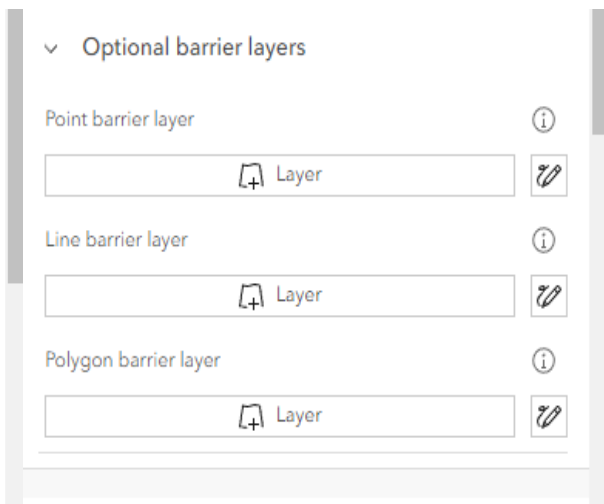 Optional barrier layers
Point barrier layer
Layer
Line barrier layer
Layer
Polygon barrier layer
Layer